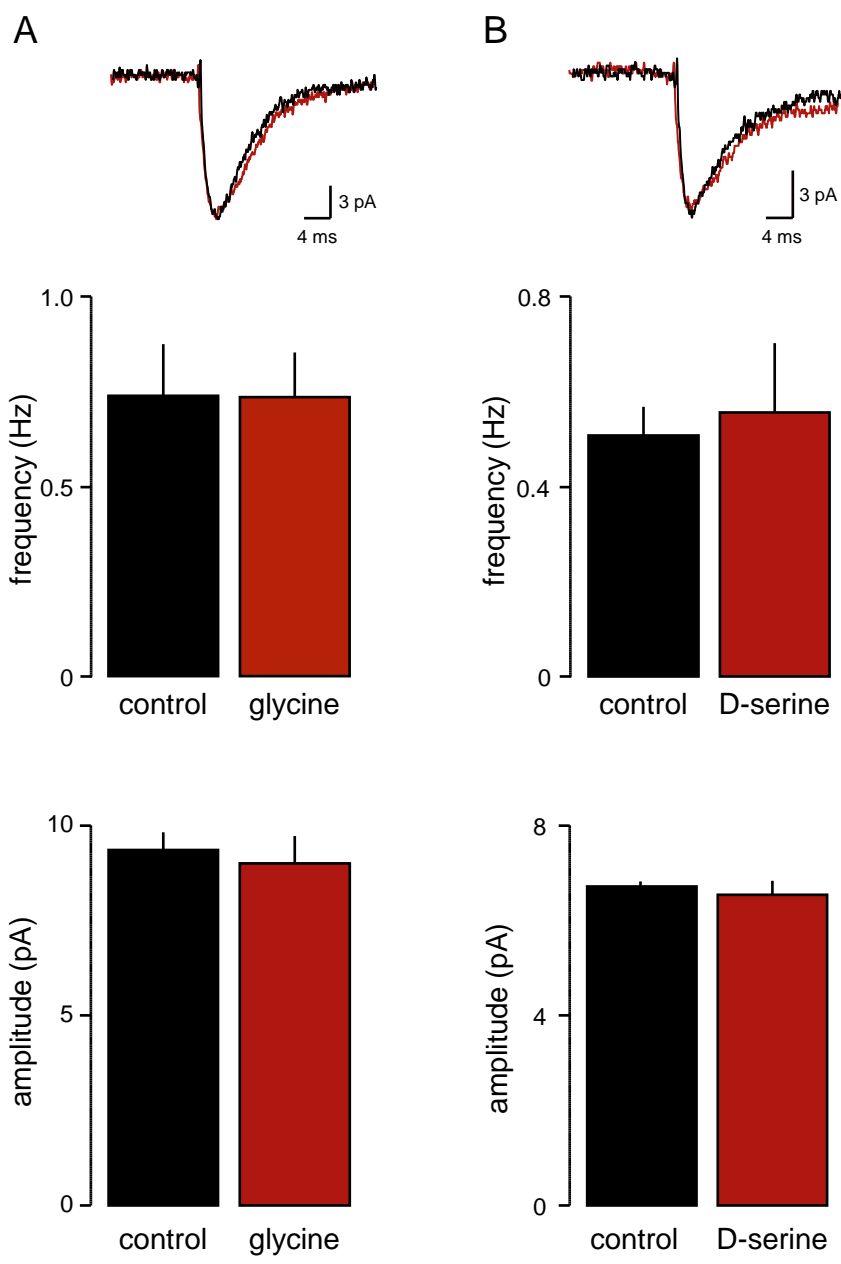 A
3 pA
4 ms
1.0
0.5
0
frequency (Hz)
control glycine
10
5
0
amplitude (pA)
control glycine
B
3 pA
4 ms
0.8
0.4
0
frequency (Hz)
control D-serine
8
4
0
amplitude (pA)
control D-serine